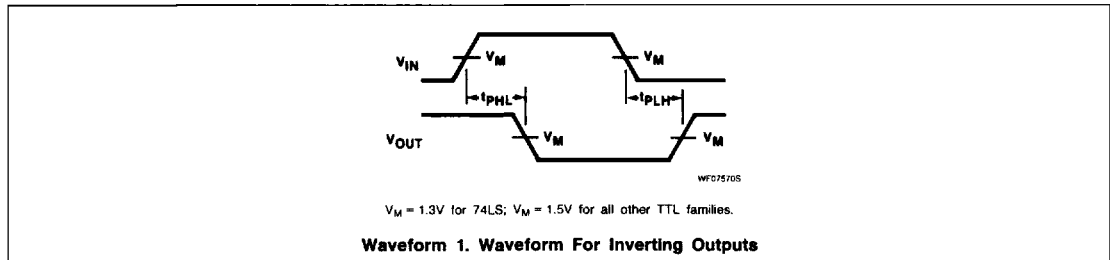 V_IN V_M V_M
t_PHL t_PLH
V_OUT V_M V_M
WF07570S
V_M = 1.3V for 74LS; V_M = 1.5V for all other TTL families.
Waveform 1. Waveform For Inverting Outputs